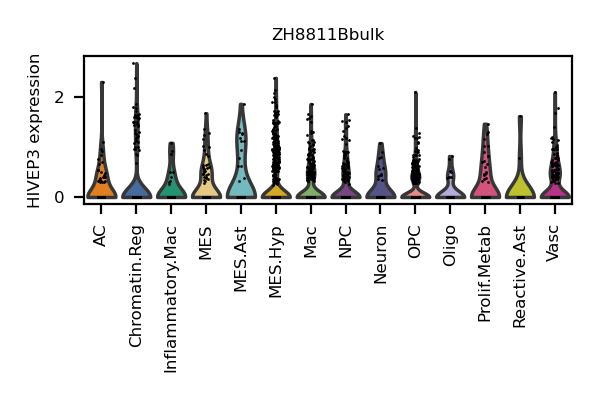 ZH8811Bbulk
HIVEP3 expression
2
0
AC
Chromatin.Reg
Inflammatory.Mac
MES
MES.Ast
MES.Hyp
Mac
NPC
Neuron
OPC
Oligo
Prolif.Metab
Reactive.Ast
Vasc